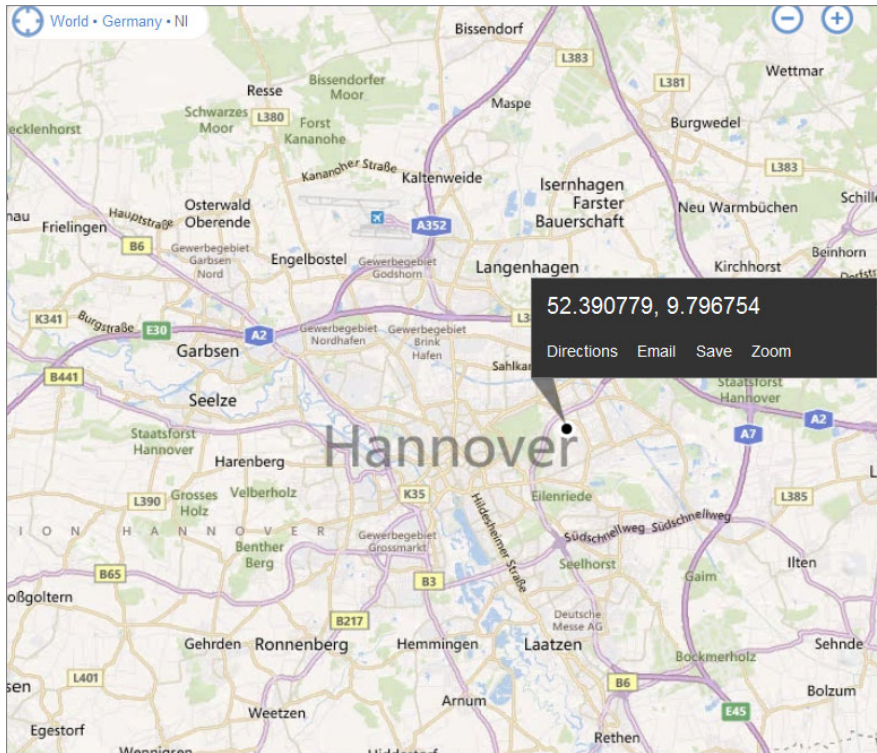 World • Germany • NI
Bissendorf
L383
Wettmar
L381
Resse
Bissendorfer
Moor
Maspe
Schwarzes
Moor
L380
Forst
Kananohe
Burgwedel
ecklenhorst
Kananoher Straße
Kaltenweide
L383
Isernhagen
Farster
Bauerschaft
Osterwald
Oberende
Neu Warmbüchen
Schille
nau
Frielingen
Hauptstraße
A352
B6
Gewerbegebiet
Garbsen
Nord
Engelbostel
Gewerbegebiet
Godshorn
Langenhagen
Kirchhorst
Beinhorn
52.390779, 9.796754
Directions Email Save Zoom
K341
Burgstraße
E30
A2
Gewerbegebiet
Nordhafen
Gewerbegebiet
Brink
Hafen
Garbsen
Sahlkar
B441
Staatsforst
Hannover
Seelze
A2
A7
Staatsforst
Hannover
Hannover
Harenberg
L390
Grosses
Holz
Velberholz
K35
Eilenriede
L385
I O N H A N N O V E R
Hildesheimer Straße
Südschnellweg
Südschnellweg
Benther
Berg
Gewerbegebiet
Grossmarkt
Seelhorst
Ilten
B65
B3
Gaim
oßgoltern
B217
Deutsche
Messe AG
Gehrden
Ronnenberg
Hemmingen
Laatzen
Bockmerholz
Sehnde
L401
sen
B6
Bolzum
Weetzen
Arnum
E45
Egestorf
Rethen
Wennigsen
Hiddestorf